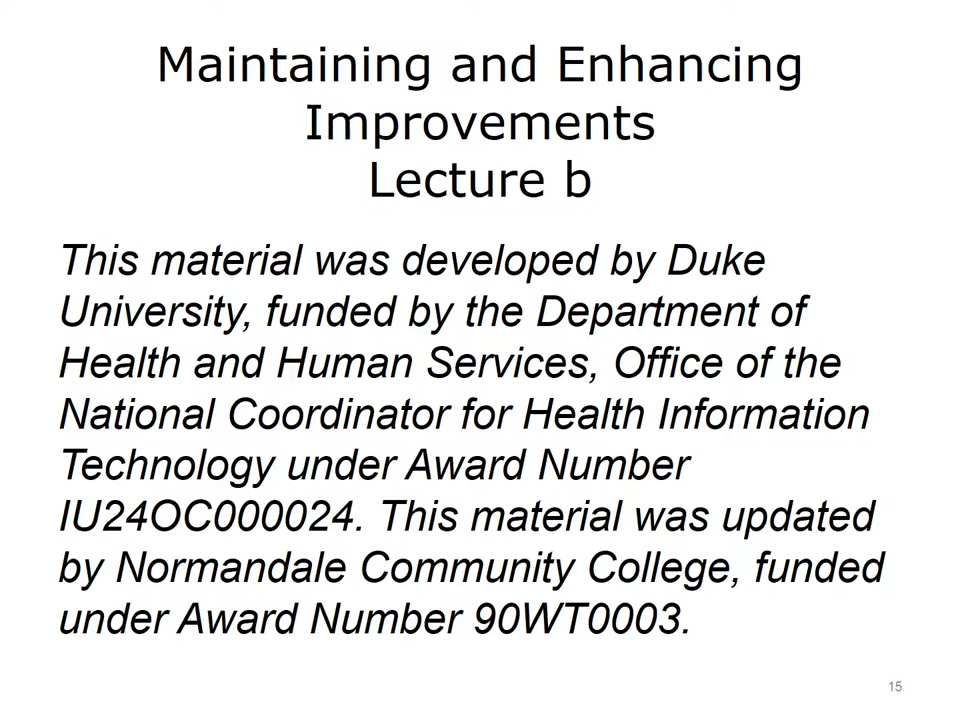 Maintaining and Enhancing
Improvements
Lecture b
This material was developed by Duke
University, funded by the Department of
Health and Human Services, Office of the
National Coordinator for Health Information
Technology under Award Number
IU24OC000024. This material was updated
by Normandale Community College, funded
under Award Number 90WT0003.
15